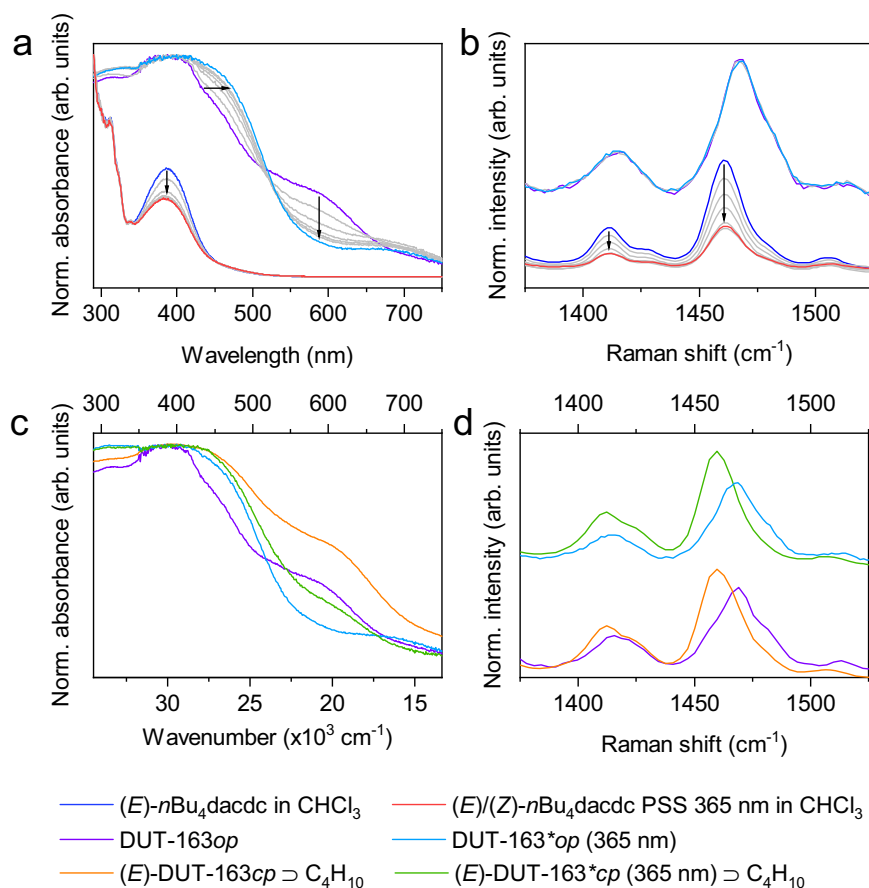 a
b
Norm. absorbance (arb. units)
Norm. intensity (arb. units)
300 400 500 600 700
1400 1450 1500
Wavelength (nm)
Raman shift (cm⁻¹)
300 400 500 600 700
1400 1450 1500
c
d
Norm. absorbance (arb. units)
Norm. intensity (arb. units)
30 25 20 15
1400 1450 1500
Wavenumber (x10³ cm⁻¹)
Raman shift (cm⁻¹)
(E)-nBu₄dacdc in CHCl₃
(E)/(Z)-nBu₄dacdc PSS 365 nm in CHCl₃
DUT-163op
DUT-163*op (365 nm)
(E)-DUT-163cp ⊃ C₄H₁₀
(E)-DUT-163*cp (365 nm) ⊃ C₄H₁₀